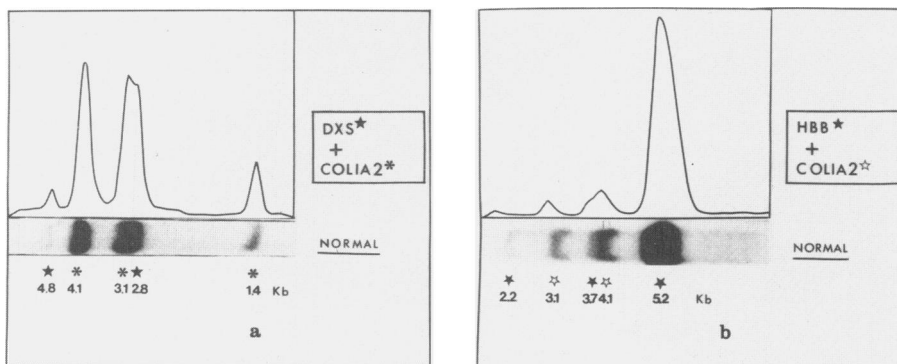 DXS★
+
COLIA2*
NORMAL
★ * * ★ *
4.8 4.1 3.1 2.8 1.4 Kb
a
HBB★
+
COLIA2☆
NORMAL
★ ☆ ★ ☆ ★
2.2 3.1 3.7 4.1 5.2 Kb
b